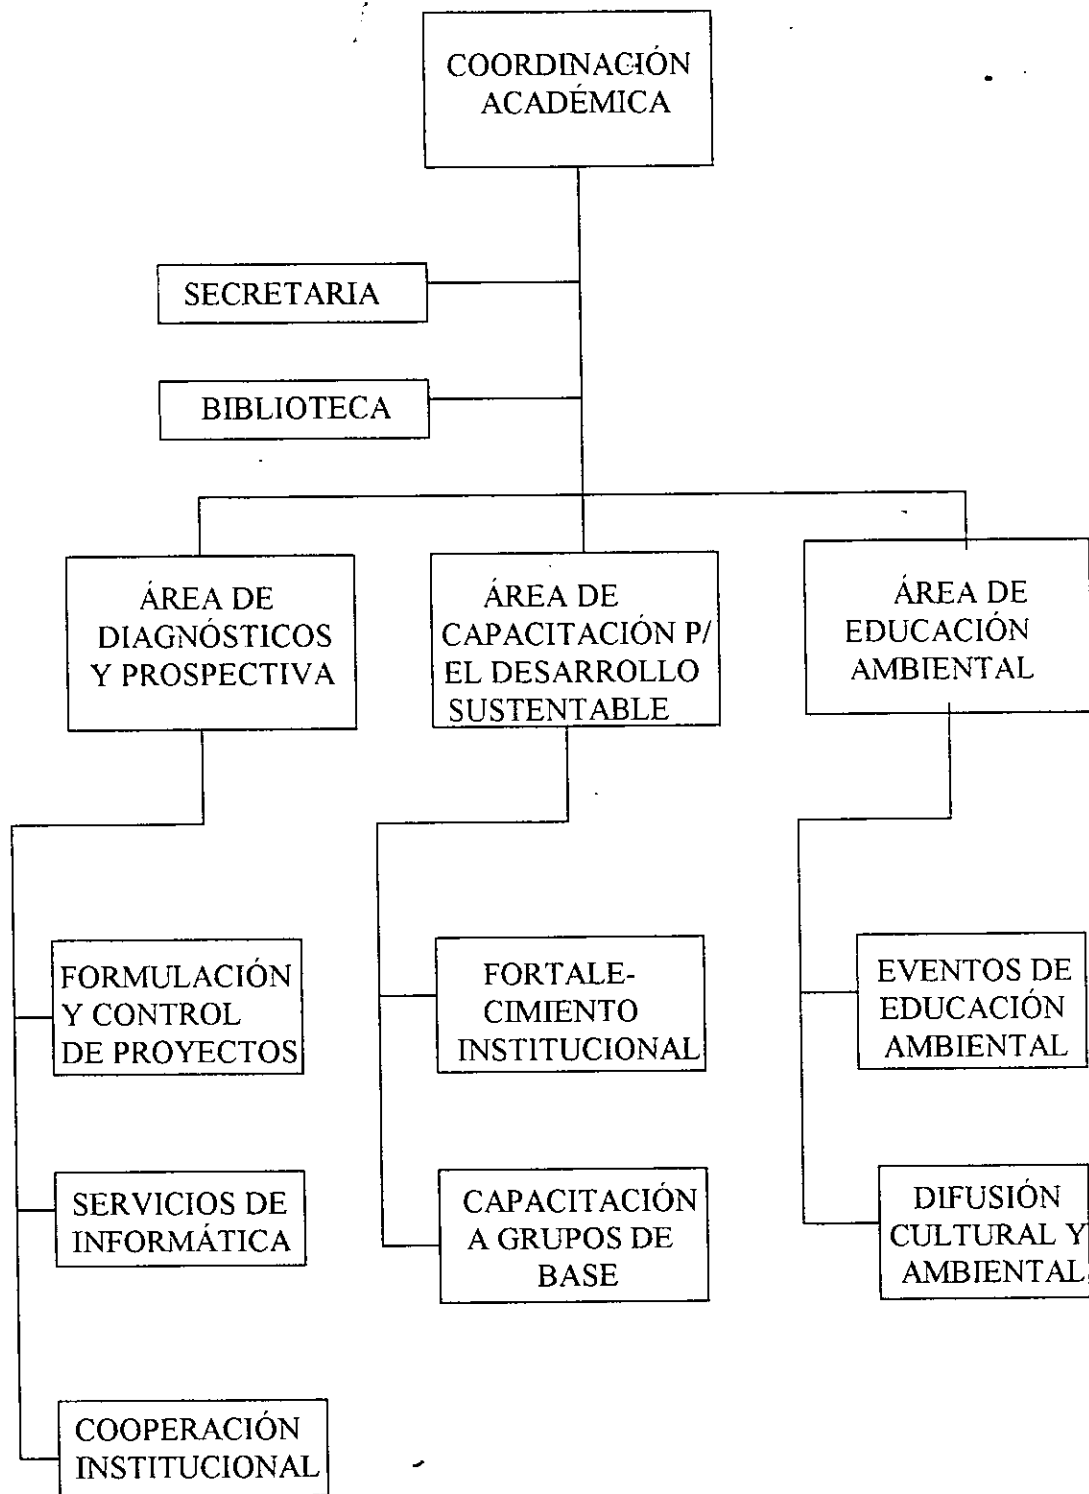 COORDINACIÓN
ACADÉMICA
SECRETARIA
BIBLIOTECA
ÁREA DE
DIAGNÓSTICOS
Y PROSPECTIVA
ÁREA DE
CAPACITACIÓN P/
EL DESARROLLO
SUSTENTABLE
ÁREA DE
EDUCACIÓN
AMBIENTAL
FORMULACIÓN
Y CONTROL
DE PROYECTOS
FORTALE-
CIMIENTO
INSTITUCIONAL
EVENTOS DE
EDUCACIÓN
AMBIENTAL
SERVICIOS DE
INFORMÁTICA
CAPACITACIÓN
A GRUPOS DE
BASE
DIFUSIÓN
CULTURAL Y
AMBIENTAL
COOPERACIÓN
INSTITUCIONAL